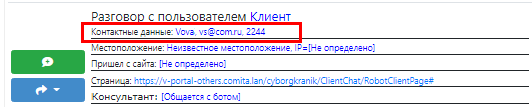 Разговор с пользователем Клиент
Контактные данные: Vova, vs@com.ru, 2244
Местоположение: Неизвестное местоположение, IP=[Не определено]
Пришел с сайта: [Не определено]
Страница: https://v-portal-others.comita.lan/cyborgkranik/ClientChat/RobotClientPage#
Консультант: [Общается с ботом]